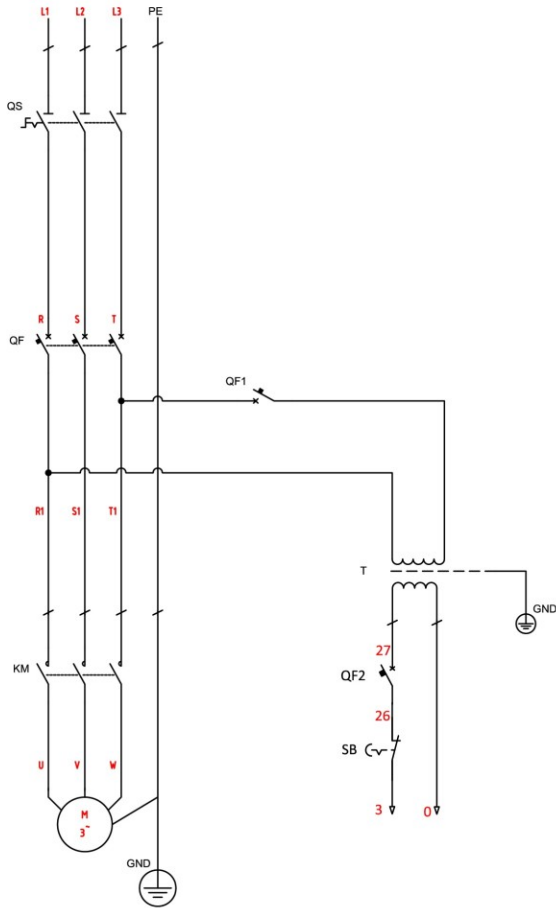 L1 L2 L3 PE
QS
R S T
QF
QF1
R1 S1 T1
T
GND
27
KM
QF2
26
SB
U V W
3 0
M
3~
GND